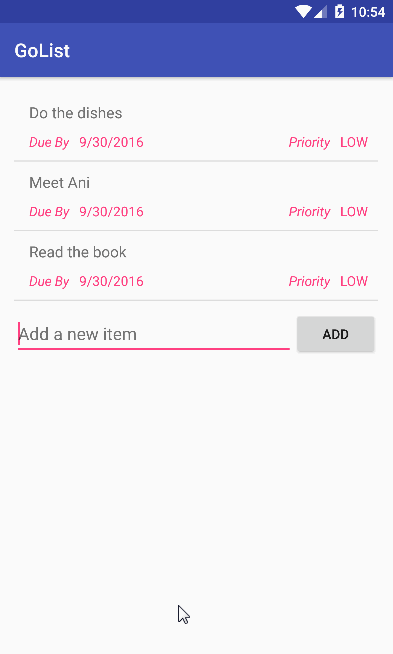 10:54
GoList
Do the dishes
Due By 9/30/2016 Priority LOW
Meet Ani
Due By 9/30/2016 Priority LOW
Read the book
Due By 9/30/2016 Priority LOW
Add a new item ADD